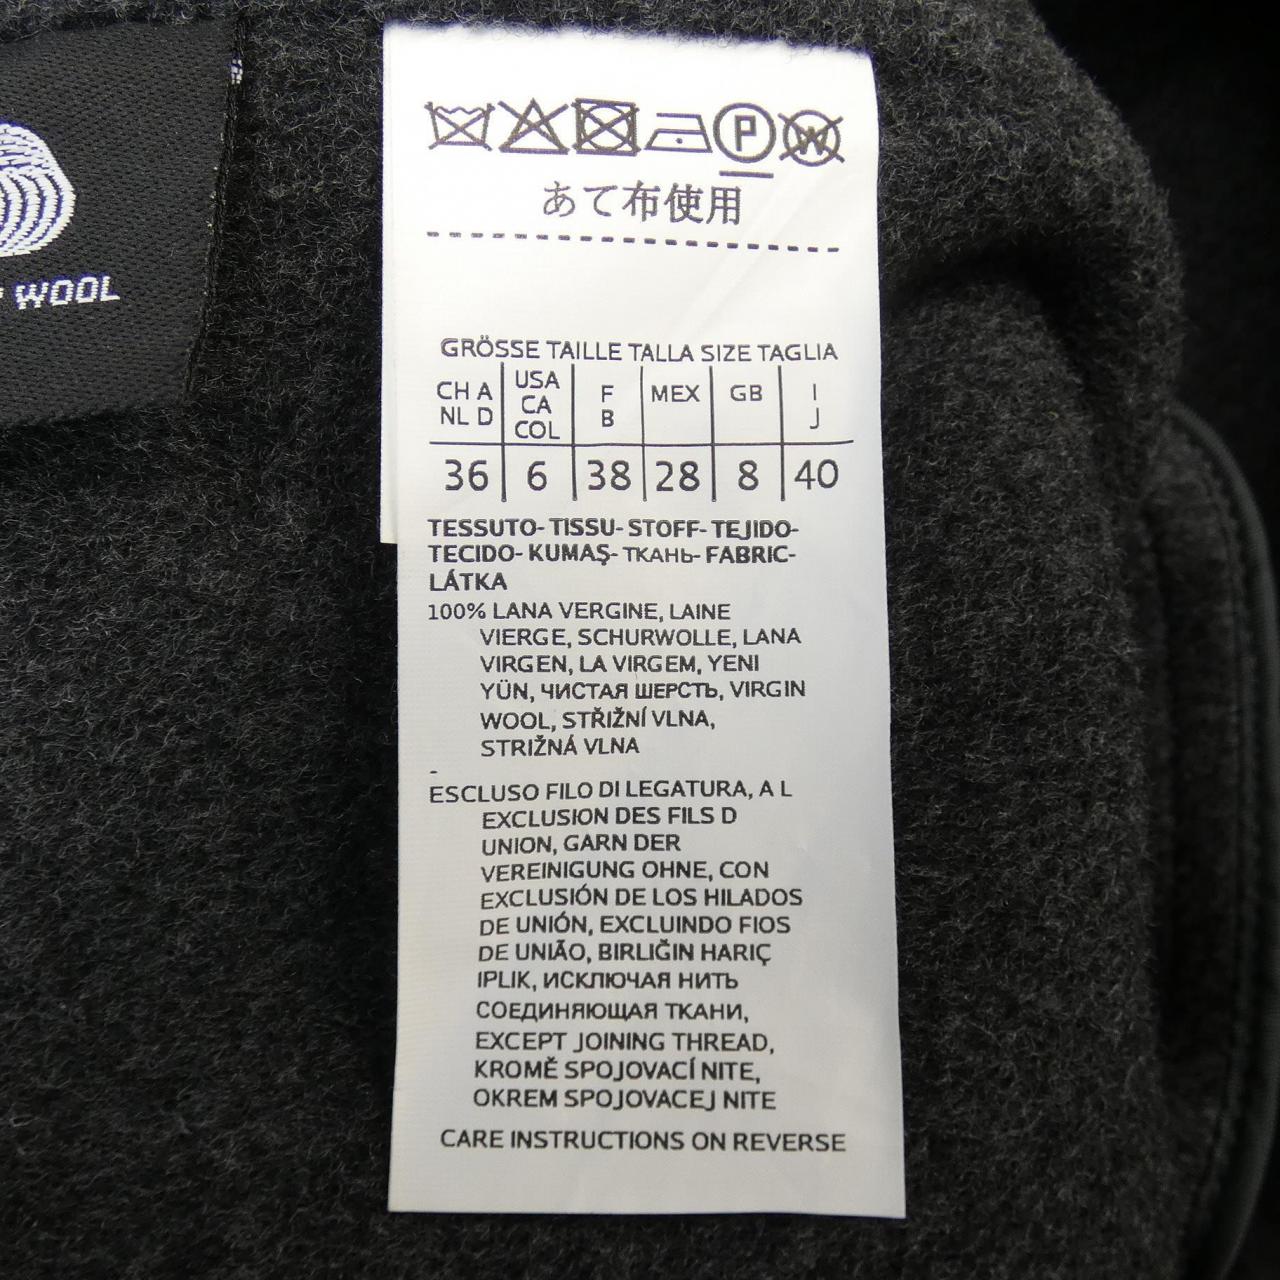 WOOL
P
W
あて布使用
GRÖSSE TAILLE TALLA SIZE TAGLIA
CH A NL D
USA CA COL
F B
MEX
GB
I J
36 6 38 28 8 40
TESSUTO- TISSU- STOFF- TEJIDO-
TECIDO- KUMAŞ- ТКАНЬ- FABRIC-
LÁTKA
100% LANA VERGINE, LAINE
VIERGE, SCHURWOLLE, LANA
VIRGEN, LA VIRGEM, YENI
YÜN, ЧИСТАЯ ШЕРСТЬ, VIRGIN
WOOL, STŘIŽNÍ VLNA,
STRIŽNÁ VLNA
-
ESCLUSO FILO DI LEGATURA, A L
EXCLUSION DES FILS D
UNION, GARN DER
VEREINIGUNG OHNE, CON
EXCLUSIÓN DE LOS HILADOS
DE UNIÓN, EXCLUINDO FIOS
DE UNIÃO, BIRLIĞIN HARIÇ
IPLIK, ИСКЛЮЧАЯ НИТЬ
СОЕДИНЯЮЩАЯ ТКАНИ,
EXCEPT JOINING THREAD,
KROMĚ SPOJOVACÍ NITE,
OKREM SPOJOVACEJ NITE
CARE INSTRUCTIONS ON REVERSE